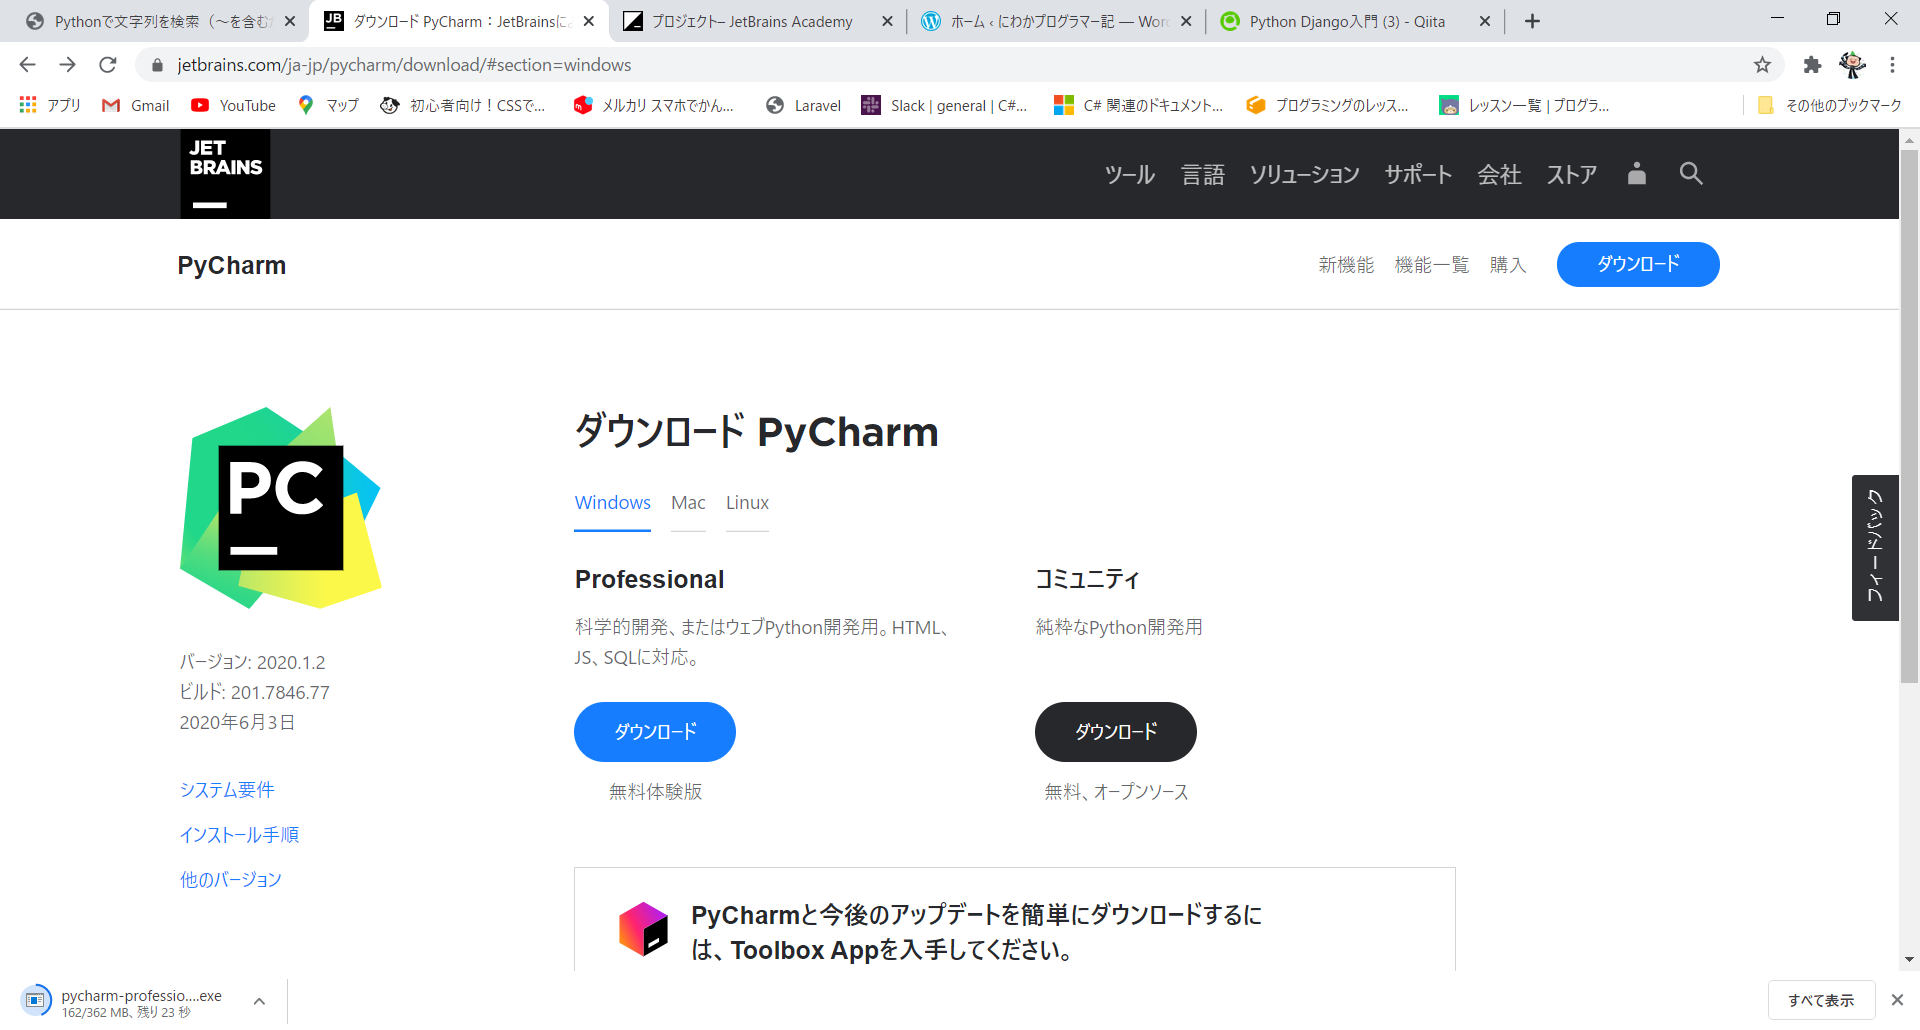 Pythonで文字列を検索（〜を含むか
ダウンロード PyCharm：JetBrainsによ
プロジェクト– JetBrains Academy
ホーム ‹ にわかプログラマー記 — Word
Python Django入門 (3) - Qiita
jetbrains.com/ja-jp/pycharm/download/#section=windows
アプリ
Gmail
YouTube
マップ
初心者向け！CSSで...
メルカリ スマホでかん...
Laravel
Slack | general | C#...
C# 関連のドキュメント...
プログラミングのレッス...
レッスン一覧 | プログラ...
その他のブックマーク
JET
BRAINS
ツール 言語 ソリューション サポート 会社 ストア
PyCharm
新機能 機能一覧 購入 ダウンロード
PC
バージョン: 2020.1.2
ビルド: 201.7846.77
2020年6月3日
システム要件
インストール手順
他のバージョン
ダウンロード PyCharm
Windows Mac Linux
Professional
科学的開発、またはウェブPython開発用。HTML、
JS、SQLに対応。
ダウンロード
無料体験版
コミュニティ
純粋なPython開発用
ダウンロード
無料、オープンソース
PyCharmと今後のアップデートを簡単にダウンロードするに
は、Toolbox Appを入手してください。
フィードバック
pycharm-professio....exe
162/362 MB、残り 23 秒
すべて表示